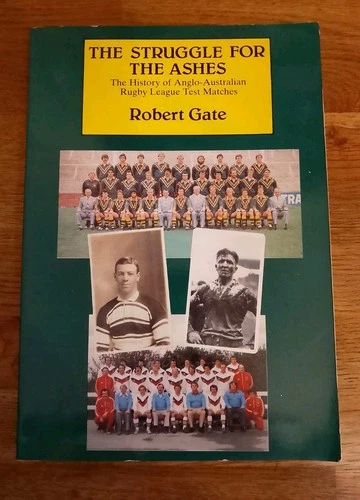 THE STRUGGLE FOR
THE ASHES
The History of Anglo-Australian
Rugby League Test Matches
Robert Gate